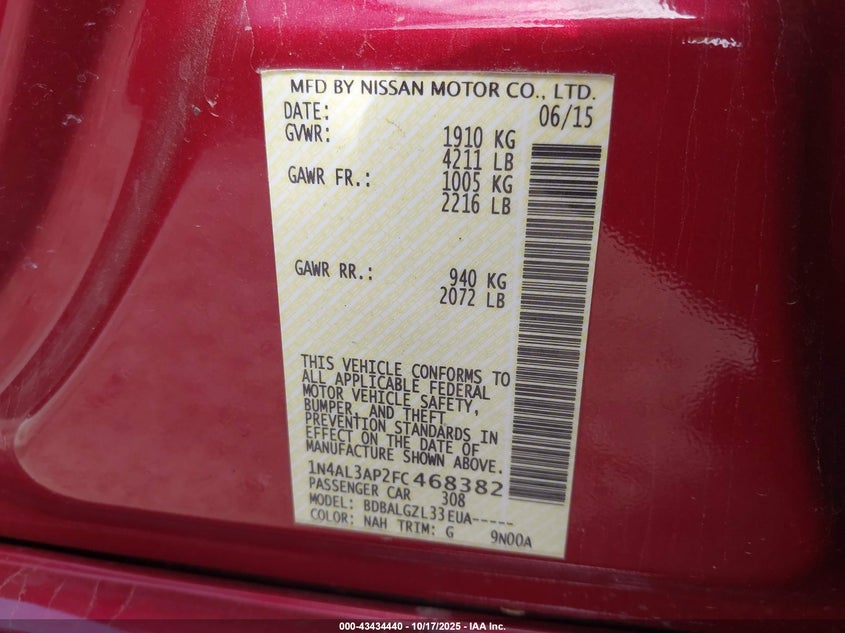 MFD BY NISSAN MOTOR CO., LTD.
DATE: 06/15
GVWR: 1910 KG
4211 LB
GAWR FR.: 1005 KG
2216 LB
GAWR RR.: 940 KG
2072 LB
THIS VEHICLE CONFORMS TO
ALL APPLICABLE FEDERAL
MOTOR VEHICLE SAFETY,
BUMPER, AND THEFT
PREVENTION STANDARDS IN
EFFECT ON THE DATE OF
MANUFACTURE SHOWN ABOVE.
1N4AL3AP2FC468382
PASSENGER CAR 308
MODEL: BDBALGZL33EUA-----
COLOR: NAH TRIM: G 9N00A
000-43434440 - 10/17/2025 - IAA Inc.